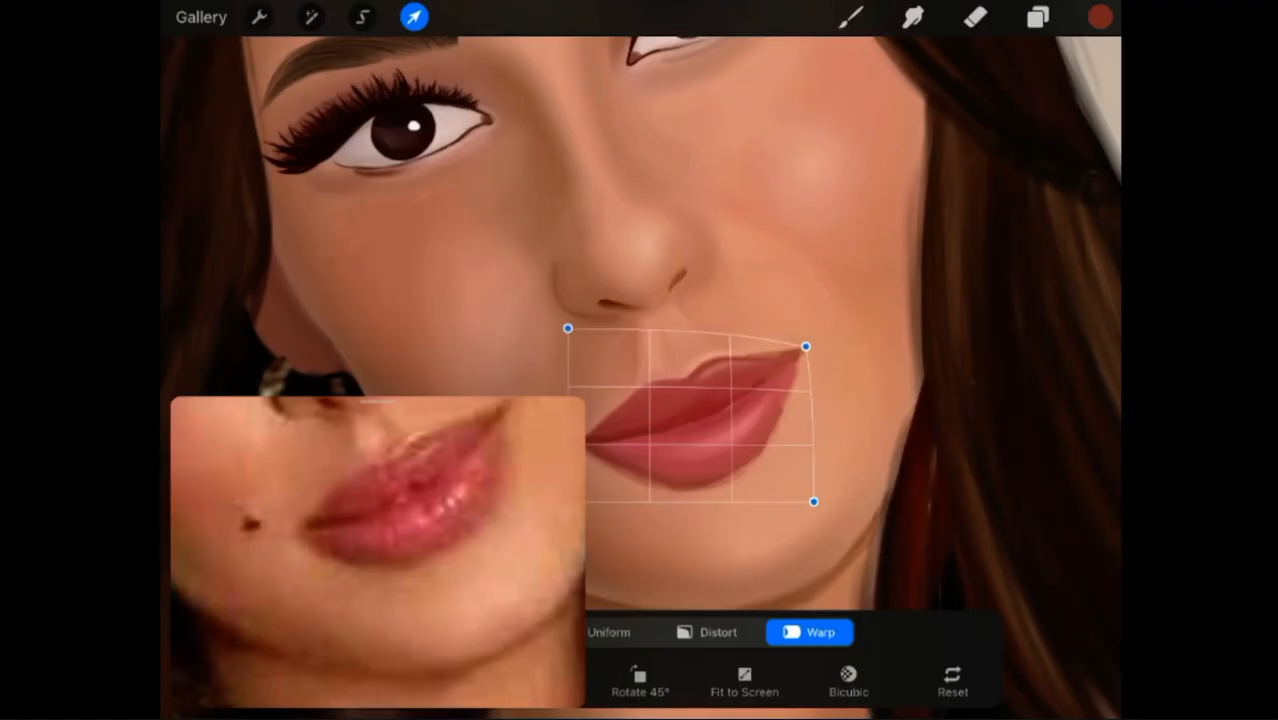 Gallery
Uniform Distort Warp
Rotate 45° Fit to Screen Bicubic Reset